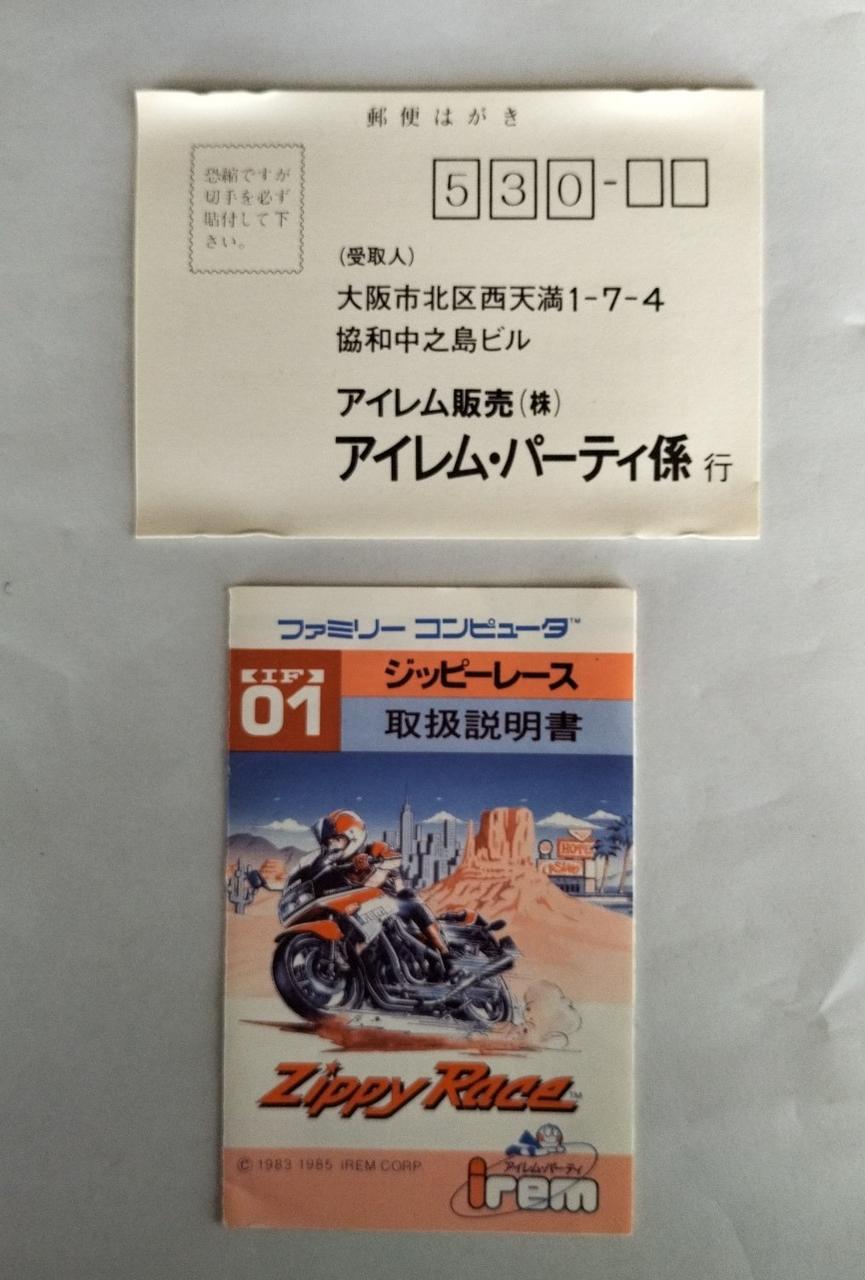 郵便はがき
恐縮ですが
切手を必ず
貼付して下
さい。
530-
(受取人)
大阪市北区西天満1-7-4
協和中之島ビル
アイレム販売(株)
アイレム・パーティ係 行
ファミリー コンピュータ™
【IF】
01
ジッピーレース
取扱説明書
HOTEL
CASINO
Zippy Race™
© 1983 1985 IREM CORP.
アイレム・パーティ
irem